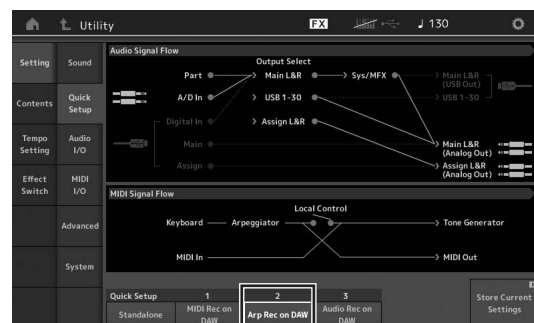 Utility
FX
♩ 130
Setting
Sound
Contents
Quick
Setup
Tempo
Setting
Audio
I/O
Effect
Switch
MIDI
I/O
Advanced
System
Audio Signal Flow
Output Select
Part
Main L&R
Sys/MFX
Main L&R
(USB Out)
A/D In
USB 1-30
USB 1-30
Digital In
Assign L&R
Main
Main L&R
(Analog Out)
Assign
Assign L&R
(Analog Out)
MIDI Signal Flow
Local Control
Keyboard
Arpeggiator
Tone Generator
MIDI In
MIDI Out
Quick Setup
1
2
3
Standalone
MIDI Rec on
DAW
Arp Rec on DAW
Audio Rec on
DAW
Store Current
Settings